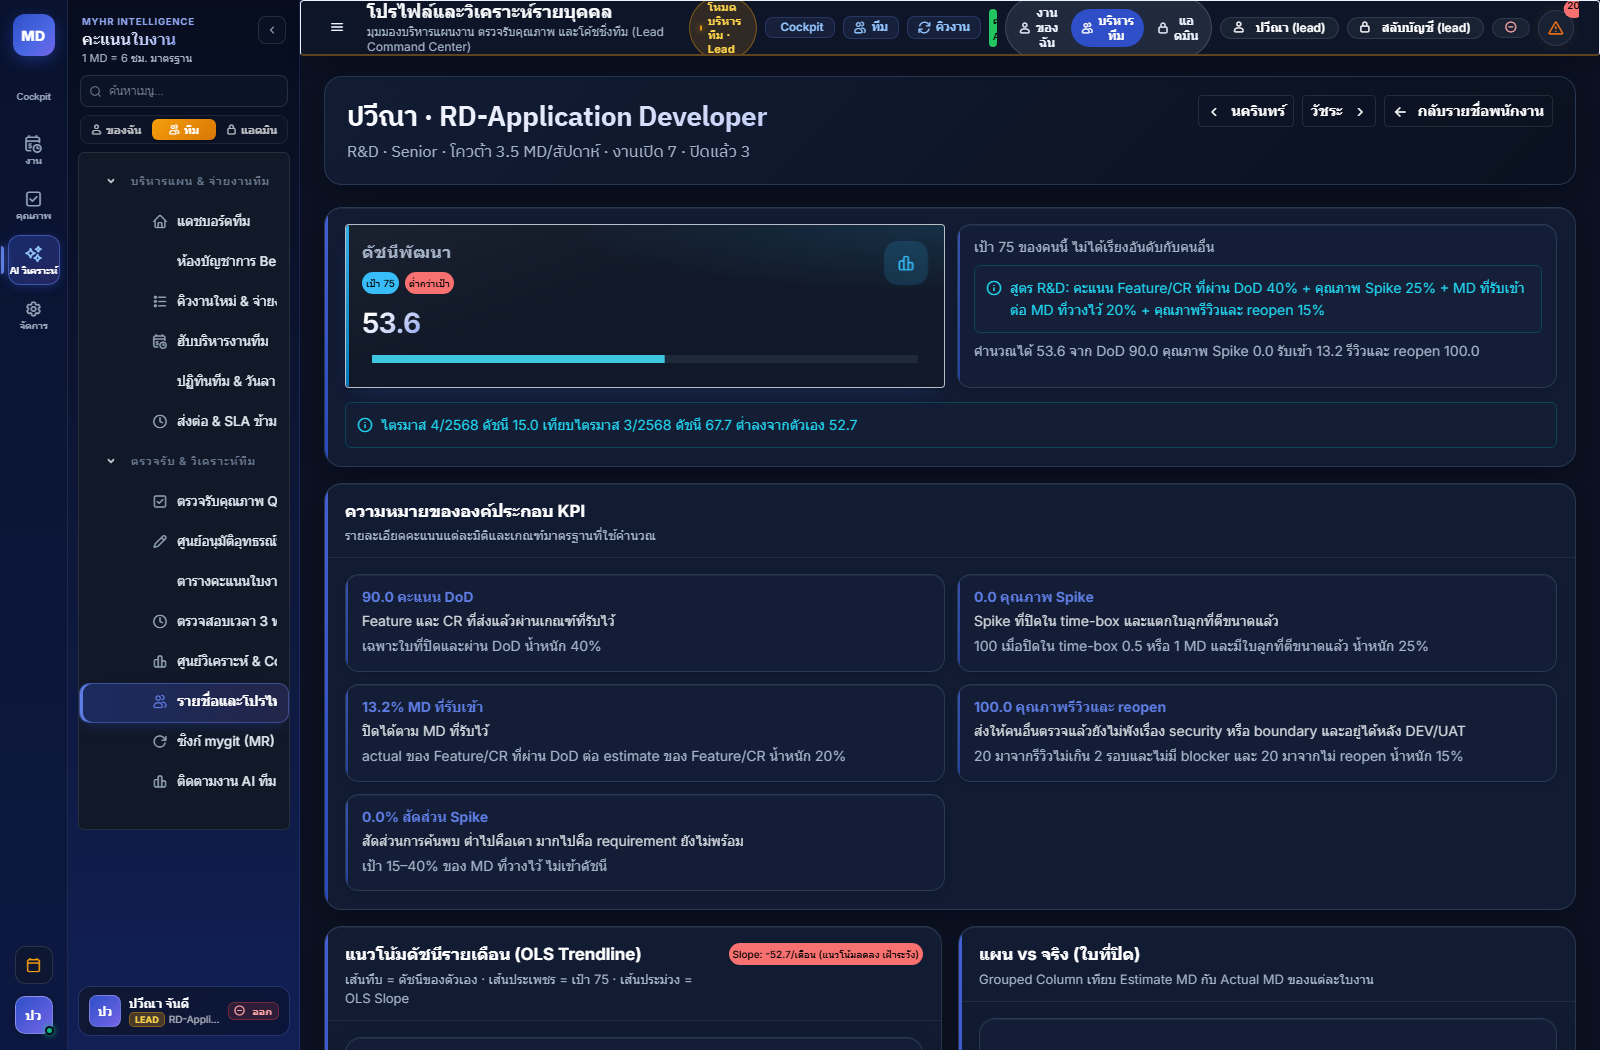 MD
Cockpit
งาน
คุณภาพ
AI วิเคราะห์
จัดการ
ปว
MYHR INTELLIGENCE
คะแนนใบงาน
1 MD = 6 ชม. มาตรฐาน
ค้นหาเมนู...
ของฉัน
ทีม
แอดมิน
บริหารแผน & จ่ายงานทีม
แดชบอร์ดทีม
ห้องบัญชาการ Be
คิวงานใหม่ & จ่าย
ฮับบริหารงานทีม
ปฏิทินทีม & วันลา
ส่งต่อ & SLA ข้าม
ตรวจรับ & วิเคราะห์ทีม
ตรวจรับคุณภาพ Q
ศูนย์อนุมัติอุทธรณ์
ตารางคะแนนใบงา
ตรวจสอบเวลา 3
ศูนย์วิเคราะห์ & Co
รายชื่อและโปรไฟ
ซิงก์ mygit (MR)
ติดตามงาน AI ทีม
ปว
ปวีณา จันดี
LEAD RD-Appli...
ออก
โปรไฟล์และวิเคราะห์รายบุคคล
มุมมองบริหารแผนงาน ตรวจรับคุณภาพ และโค้ชชิ่งทีม (Lead
Command Center)
โหมด
บริหาร
ทีม ·
Lead
Cockpit
ทีม
คิวงาน
งาน
ของ
ฉัน
บริหาร
ทีม
แอ
ดมิน
ปวีณา (lead)
สลับบัญชี (lead)
20
ปวีณา · RD-Application Developer
R&D · Senior · โควต้า 3.5 MD/สัปดาห์ · งานเปิด 7 · ปิดแล้ว 3
นครินทร์
วัชระ
กลับรายชื่อพนักงาน
ดัชนีพัฒนา
เป้า 75
ต่ำกว่าเป้า
53.6
เป้า 75 ของคนนี้ ไม่ได้เรียงอันดับกับคนอื่น
สูตร R&D: คะแนน Feature/CR ที่ผ่าน DoD 40% + คุณภาพ Spike 25% + MD ที่รับเข้า
ต่อ MD ที่วางไว้ 20% + คุณภาพรีวิวและ reopen 15%
คำนวณได้ 53.6 จาก DoD 90.0 คุณภาพ Spike 0.0 รับเข้า 13.2 รีวิวและ reopen 100.0
ไตรมาส 4/2568 ดัชนี 15.0 เทียบไตรมาส 3/2568 ดัชนี 67.7 ต่ำลงจากตัวเอง 52.7
ความหมายขององค์ประกอบ KPI
รายละเอียดคะแนนแต่ละมิติและเกณฑ์มาตรฐานที่ใช้คำนวณ
90.0 คะแนน DoD
Feature และ CR ที่ส่งแล้วผ่านเกณฑ์ที่รับไว้
เฉพาะใบที่ปิดและผ่าน DoD น้ำหนัก 40%
0.0 คุณภาพ Spike
Spike ที่ปิดใน time-box และแตกใบลูกที่ตีขนาดแล้ว
100 เมื่อปิดใน time-box 0.5 หรือ 1 MD และมีใบลูกที่ตีขนาดแล้ว น้ำหนัก 25%
13.2% MD ที่รับเข้า
ปิดได้ตาม MD ที่รับไว้
actual ของ Feature/CR ที่ผ่าน DoD ต่อ estimate ของ Feature/CR น้ำหนัก 20%
100.0 คุณภาพรีวิวและ reopen
ส่งให้คนอื่นตรวจแล้วยังไม่พังเรื่อง security หรือ boundary และอยู่ได้หลัง DEV/UAT
20 มาจากรีวิวไม่เกิน 2 รอบและไม่มี blocker และ 20 มาจากไม่ reopen น้ำหนัก 15%
0.0% สัดส่วน Spike
สัดส่วนการค้นพบ ต่ำไปคือเดา มากไปคือ requirement ยังไม่พร้อม
เป้า 15–40% ของ MD ที่วางไว้ ไม่เข้าดัชนี
แนวโน้มดัชนีรายเดือน (OLS Trendline)
เส้นทึบ = ดัชนีของตัวเอง · เส้นประเพชร = เป้า 75 · เส้นประม่วง =
OLS Slope
Slope: -52.7/เดือน (แนวโน้มลดลง เฝ้าระวัง)
แผน vs จริง (ใบที่ปิด)
Grouped Column เทียบ Estimate MD กับ Actual MD ของแต่ละใบงาน